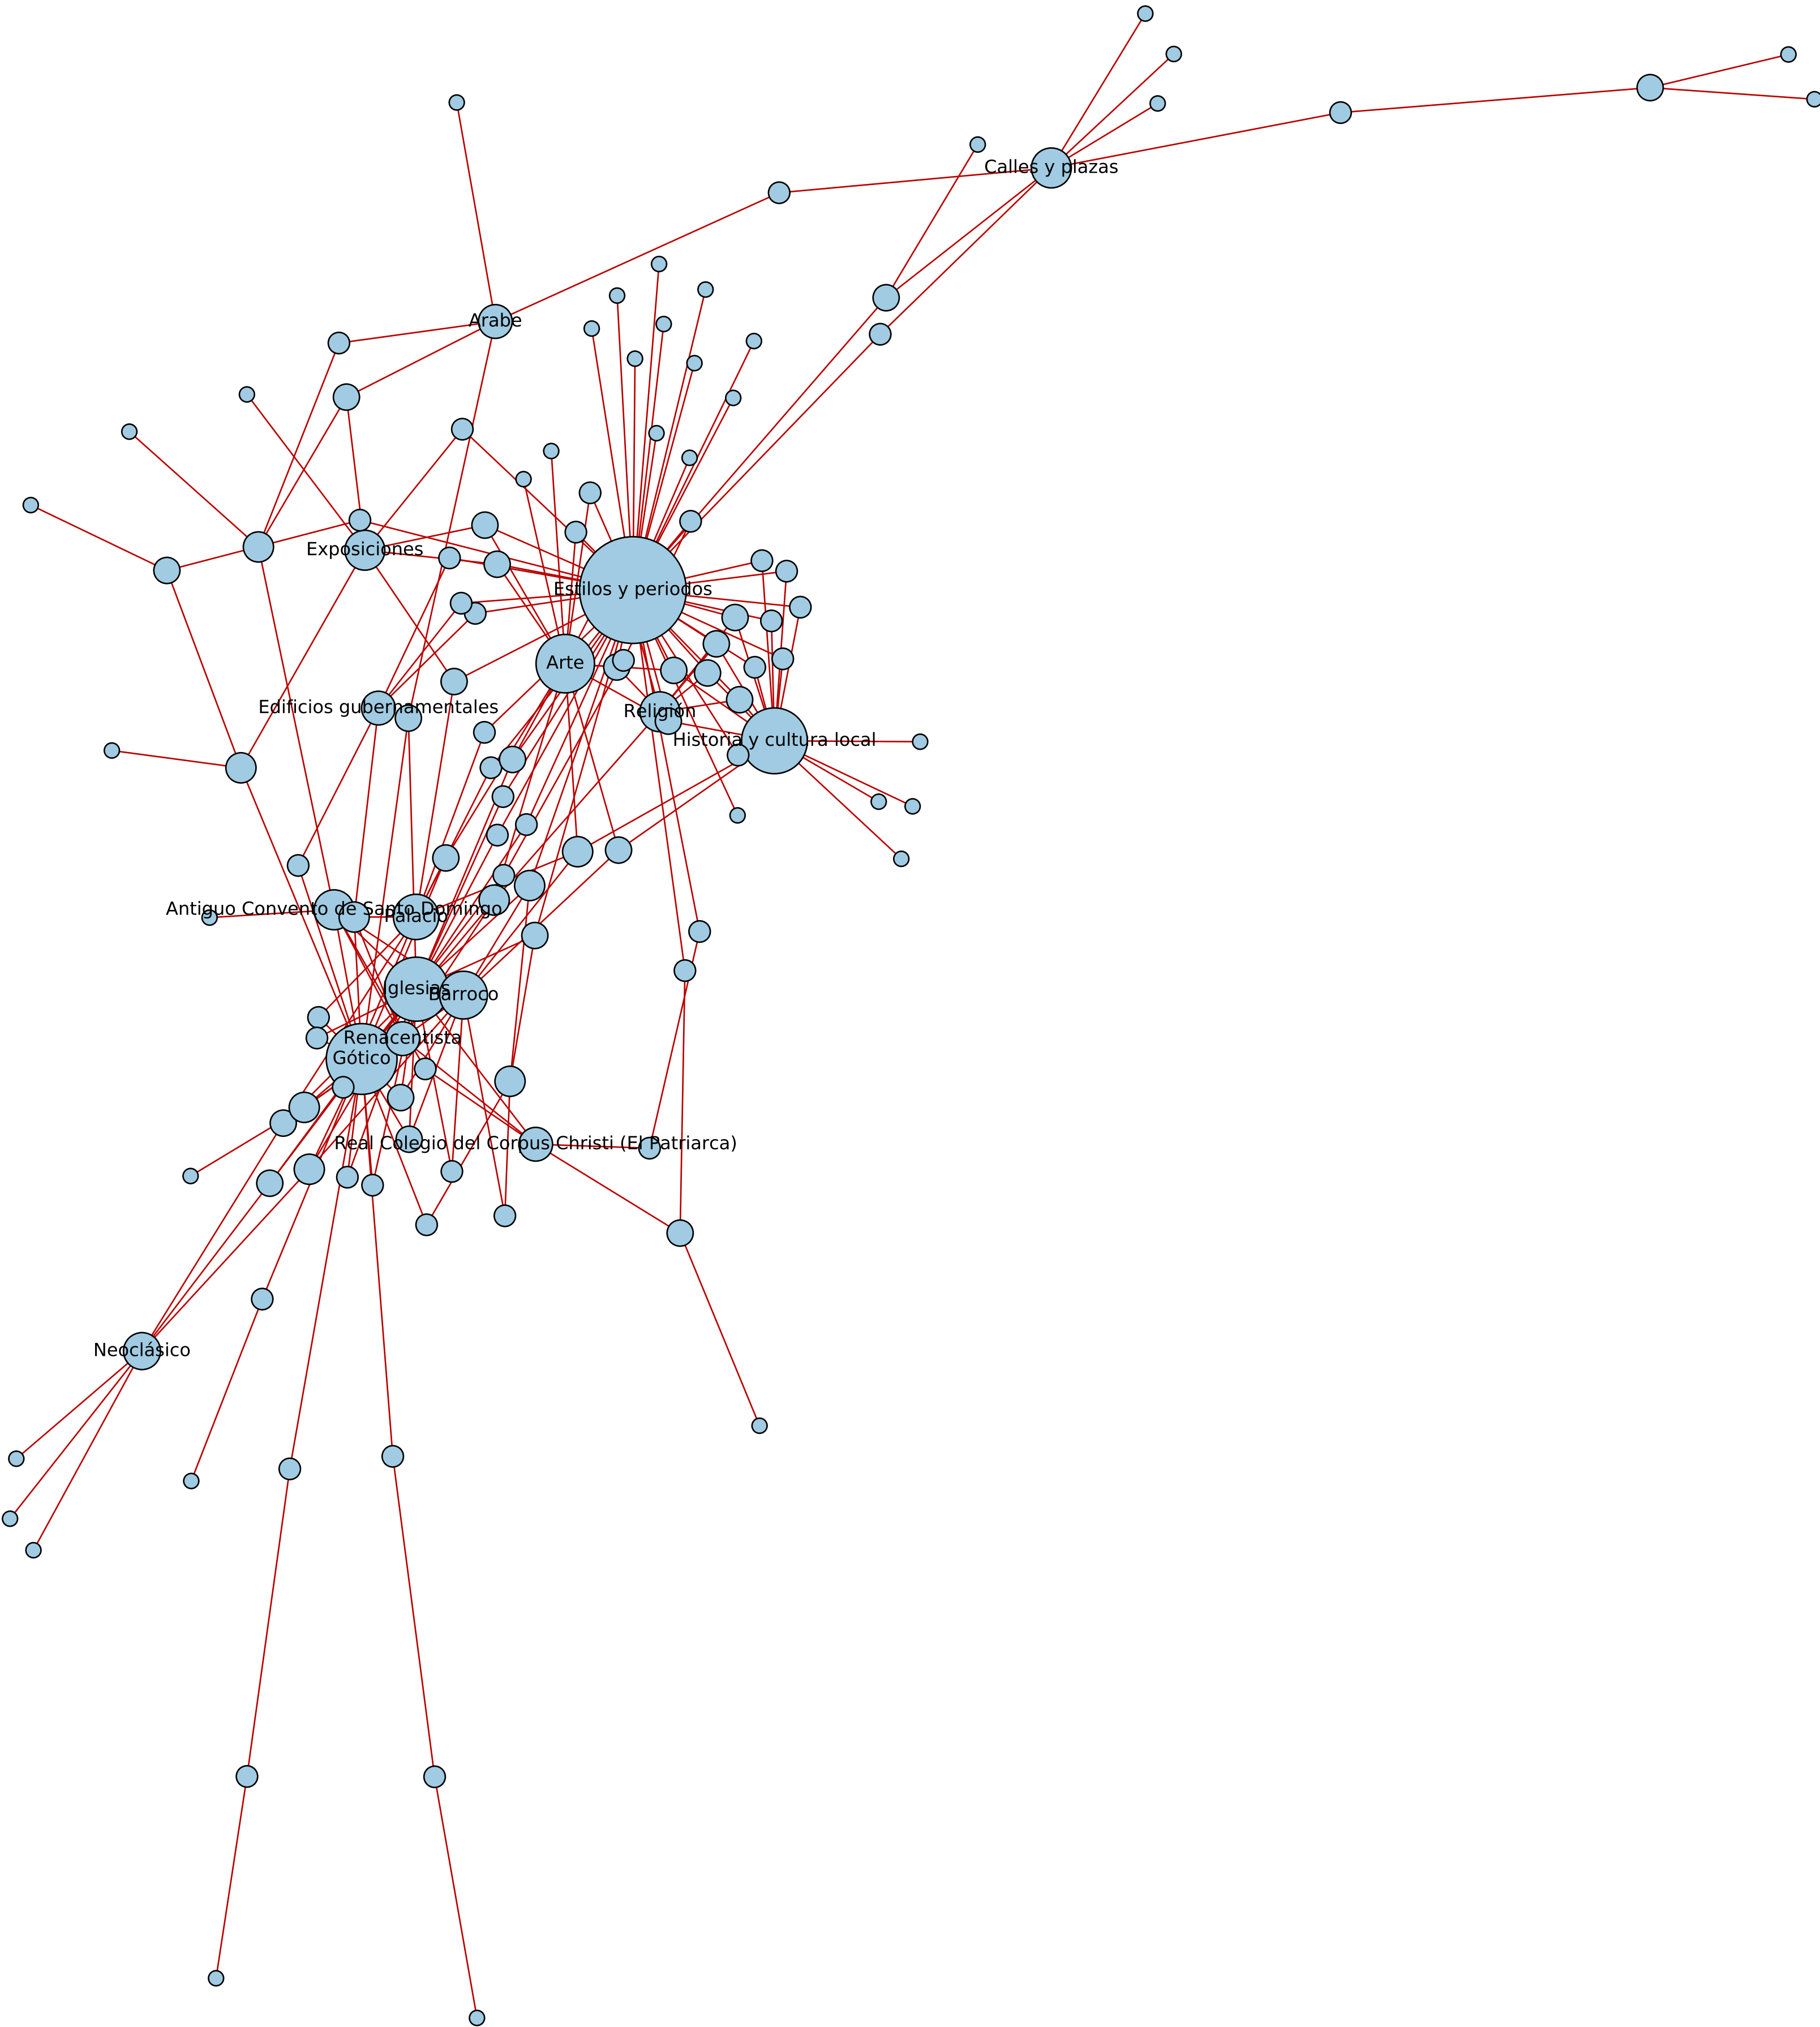 Calles y plazas
Arabe
Exposiciones
Estilos y periodos
Arte
Edificios gubernamentales
Religión
Historia y cultura local
Antiguo Convento de Santo Domingo
Palacio
Iglesias
Barroco
Renacentista
Gótico
Real Colegio del Corpus Christi (El Patriarca)
Neoclásico